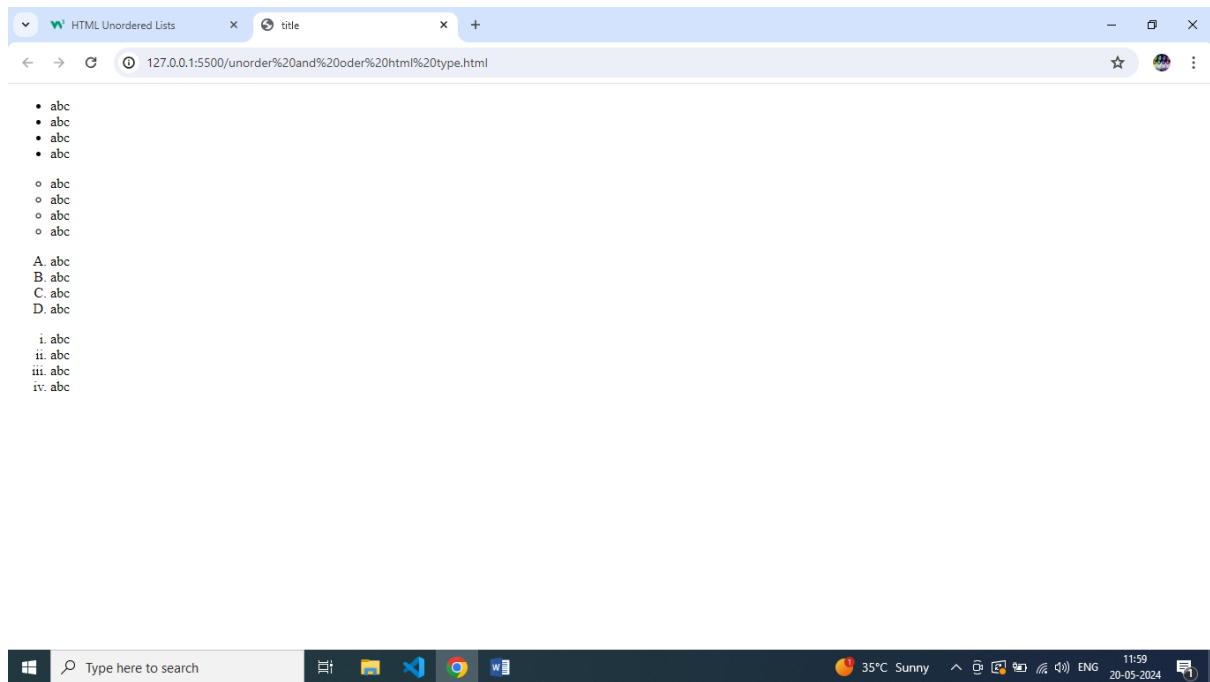 HTML Unordered Lists
title
127.0.0.1:5500/unorder%20and%20oder%20html%20type.html
• abc
• abc
• abc
• abc
○ abc
○ abc
○ abc
○ abc
A. abc
B. abc
C. abc
D. abc
i. abc
ii. abc
iii. abc
iv. abc
Type here to search
35°C Sunny
ENG
11:59
20-05-2024